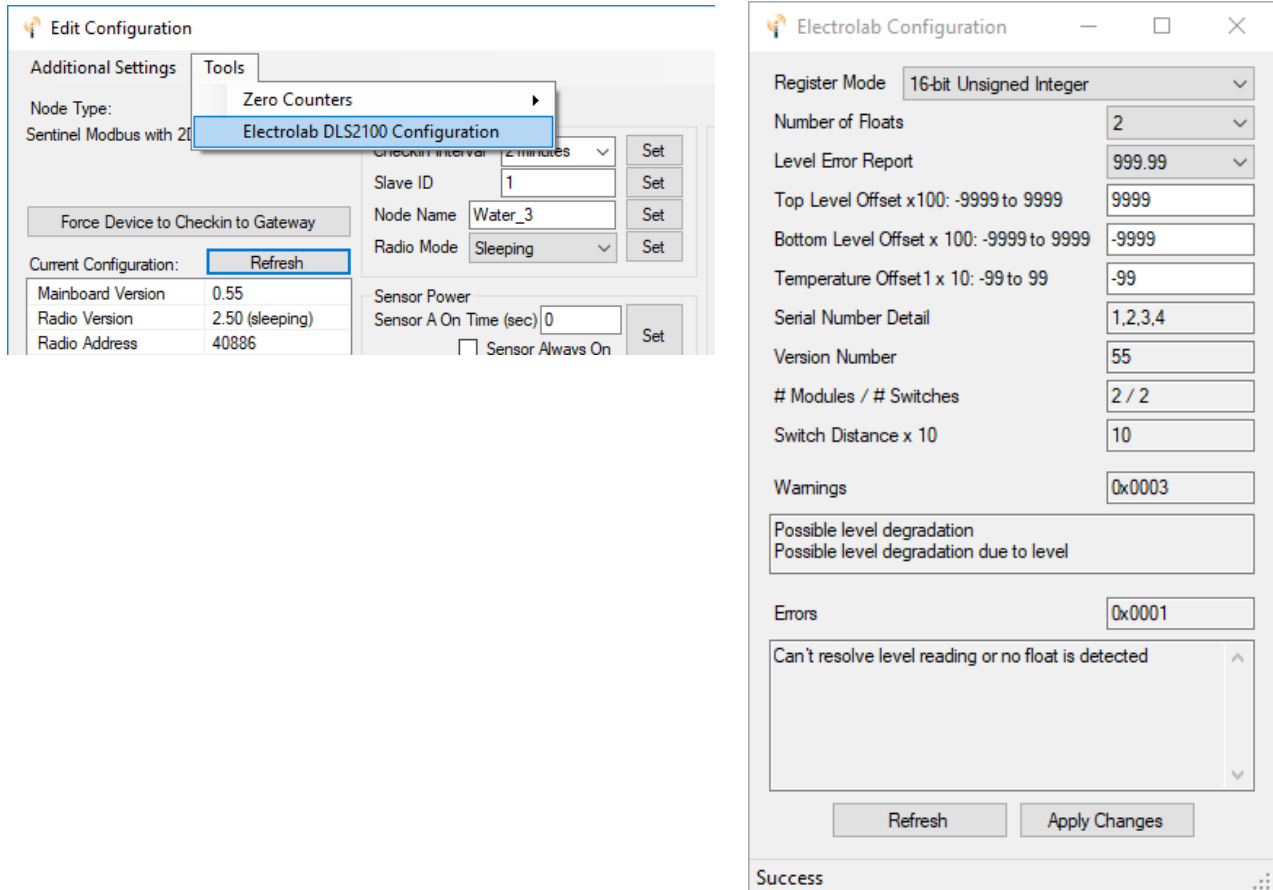 Edit Configuration
Additional Settings Tools
Zero Counters
Electrolab DLS2100 Configuration
Node Type:
Sentinel Modbus with 2D
Checkin Interval 2 minutes Set
Slave ID 1 Set
Node Name Water_3 Set
Radio Mode Sleeping Set
Force Device to Checkin to Gateway
Current Configuration: Refresh
Mainboard Version 0.55
Radio Version 2.50 (sleeping)
Radio Address 40886
Sensor Power
Sensor A On Time (sec) 0 Set
Sensor Always On
Electrolab Configuration
Register Mode 16-bit Unsigned Integer
Number of Floats 2
Level Error Report 999.99
Top Level Offset x100: -9999 to 9999 9999
Bottom Level Offset x 100: -9999 to 9999 -9999
Temperature Offset1 x 10: -99 to 99 -99
Serial Number Detail 1,2,3,4
Version Number 55
# Modules / # Switches 2 / 2
Switch Distance x 10 10
Warnings 0x0003
Possible level degradation
Possible level degradation due to level
Errors 0x0001
Can't resolve level reading or no float is detected
Refresh Apply Changes
Success